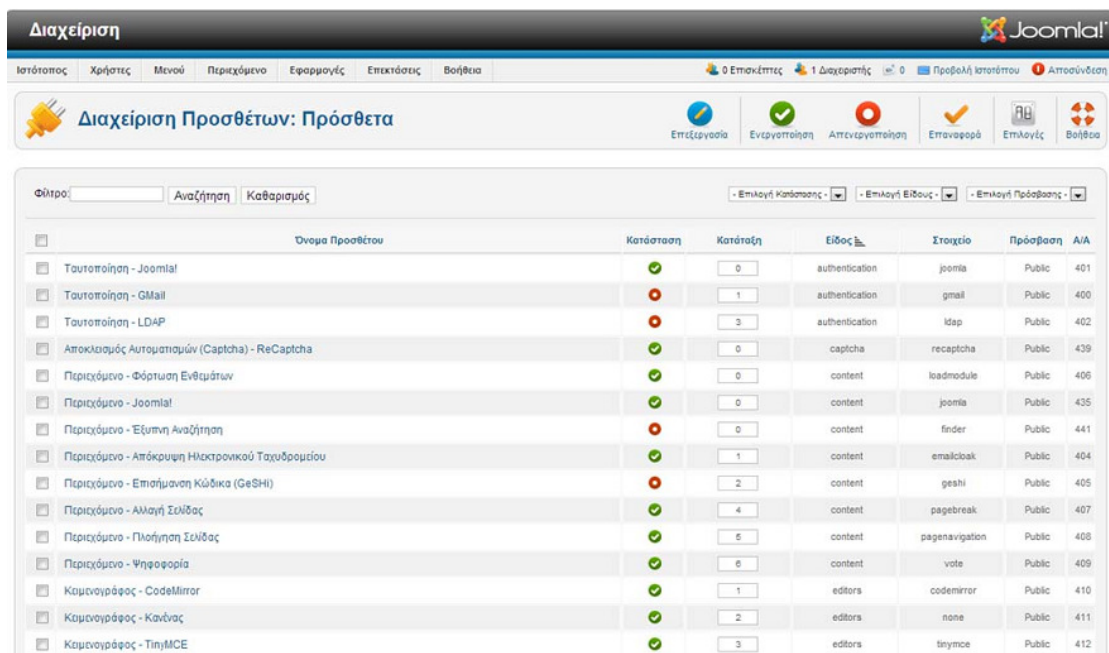 Διαχείριση
Joomla!
Ιστότοπος Χρήστες Μενού Περιεχόμενο Εφαρμογές Επεκτάσεις Βοήθεια 0 Επισκέπτες 1 Διαχειριστής 0 Προβολή Ιστοτόπου Αποσύνδεση
Διαχείριση Προσθέτων: Πρόσθετα
Επεξεργασία Ενεργοποίηση Απενεργοποίηση Επαναφορά Επιλογές Βοήθεια
Φίλτρο: Αναζήτηση Καθαρισμός - Επιλογή Κατάστασης - - Επιλογή Είδους - - Επιλογή Πρόσβασης -
Όνομα Προσθέτου Κατάσταση Κατάταξη Είδος Στοιχείο Πρόσβαση Α/Α
Ταυτοποίηση - Joomla! 0 authentication joomla Public 401
Ταυτοποίηση - GMail 1 authentication gmail Public 400
Ταυτοποίηση - LDAP 3 authentication ldap Public 402
Αποκλεισμός Αυτοματισμών (Captcha) - ReCaptcha 0 captcha recaptcha Public 439
Περιεχόμενο - Φόρτωση Ενθεμάτων 0 content loadmodule Public 406
Περιεχόμενο - Joomla! 0 content joomla Public 435
Περιεχόμενο - Έξυπνη Αναζήτηση 0 content finder Public 441
Περιεχόμενο - Απόκρυψη Ηλεκτρονικού Ταχυδρομείου 1 content emailcloak Public 404
Περιεχόμενο - Επισήμανση Κώδικα (GeSHi) 2 content geshi Public 405
Περιεχόμενο - Αλλαγή Σελίδας 4 content pagebreak Public 407
Περιεχόμενο - Πλοήγηση Σελίδας 5 content pagenavigation Public 408
Περιεχόμενο - Ψηφοφορία 6 content vote Public 409
Κειμενογράφος - CodeMirror 1 editors codemirror Public 410
Κειμενογράφος - Κανένας 2 editors none Public 411
Κειμενογράφος - TinyMCE 3 editors tinymce Public 412